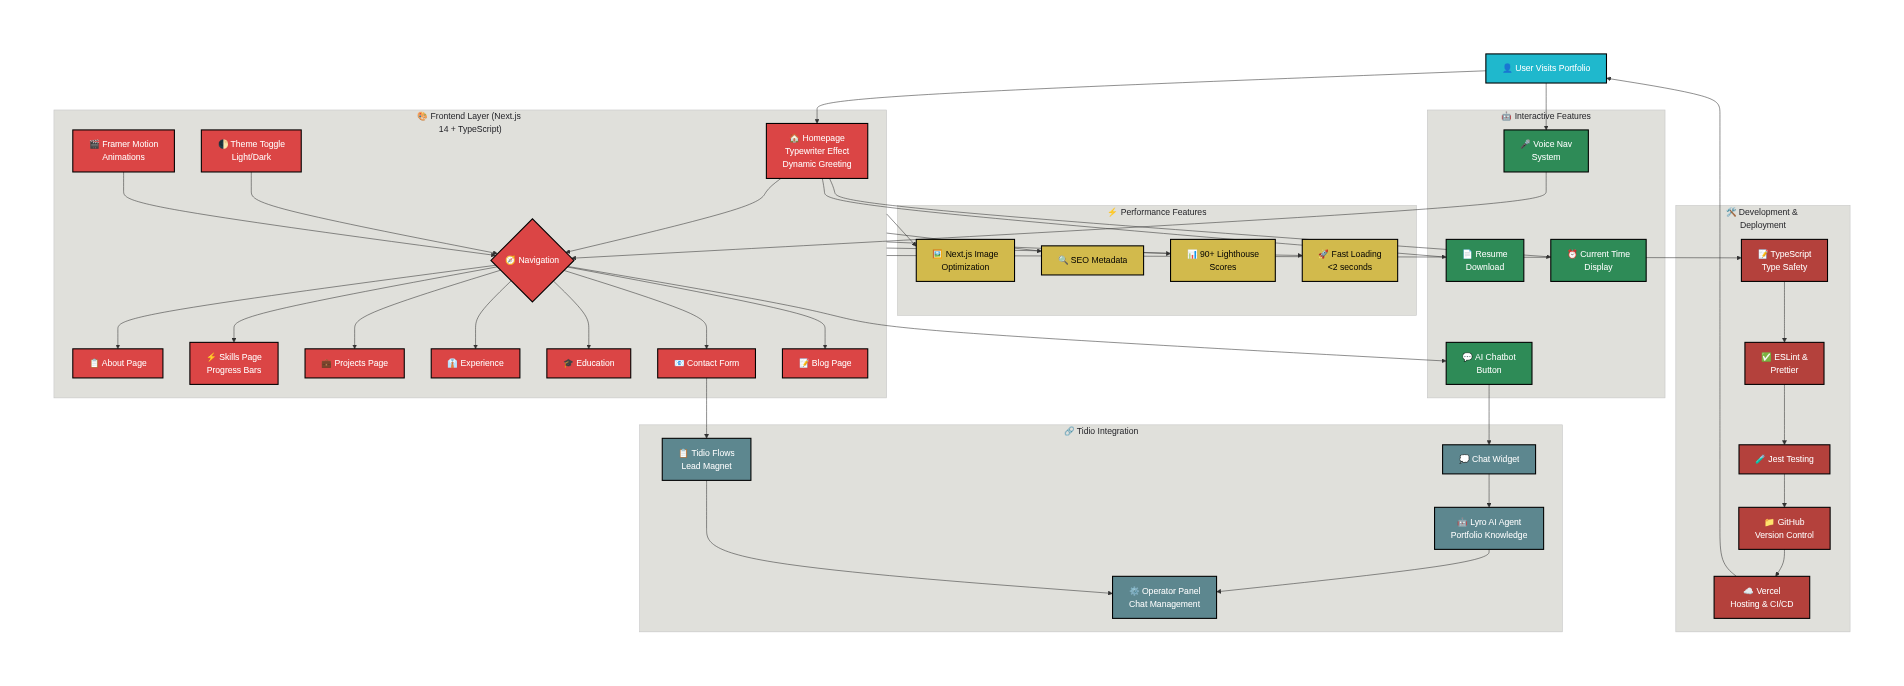 👤 User Visits Portfolio
🎨 Frontend Layer (Next.js
14 + TypeScript)
🎬 Framer Motion
Animations
🌓 Theme Toggle
Light/Dark
🏠 Homepage
Typewriter Effect
Dynamic Greeting
🧭 Navigation
📋 About Page
⚡ Skills Page
Progress Bars
💼 Projects Page
👔 Experience
🎓 Education
📧 Contact Form
📝 Blog Page
⚡ Performance Features
🖼️ Next.js Image
Optimization
🔍 SEO Metadata
📊 90+ Lighthouse
Scores
🚀 Fast Loading
<2 seconds
🤖 Interactive Features
🎤 Voice Nav
System
📄 Resume
Download
⏰ Current Time
Display
💬 AI Chatbot
Button
🛠️ Development &
Deployment
📝 TypeScript
Type Safety
✅ ESLint &
Prettier
🧪 Jest Testing
📁 GitHub
Version Control
☁️ Vercel
Hosting & CI/CD
🔗 Tidio Integration
📋 Tidio Flows
Lead Magnet
💭 Chat Widget
🤖 Lyro AI Agent
Portfolio Knowledge
⚙️ Operator Panel
Chat Management